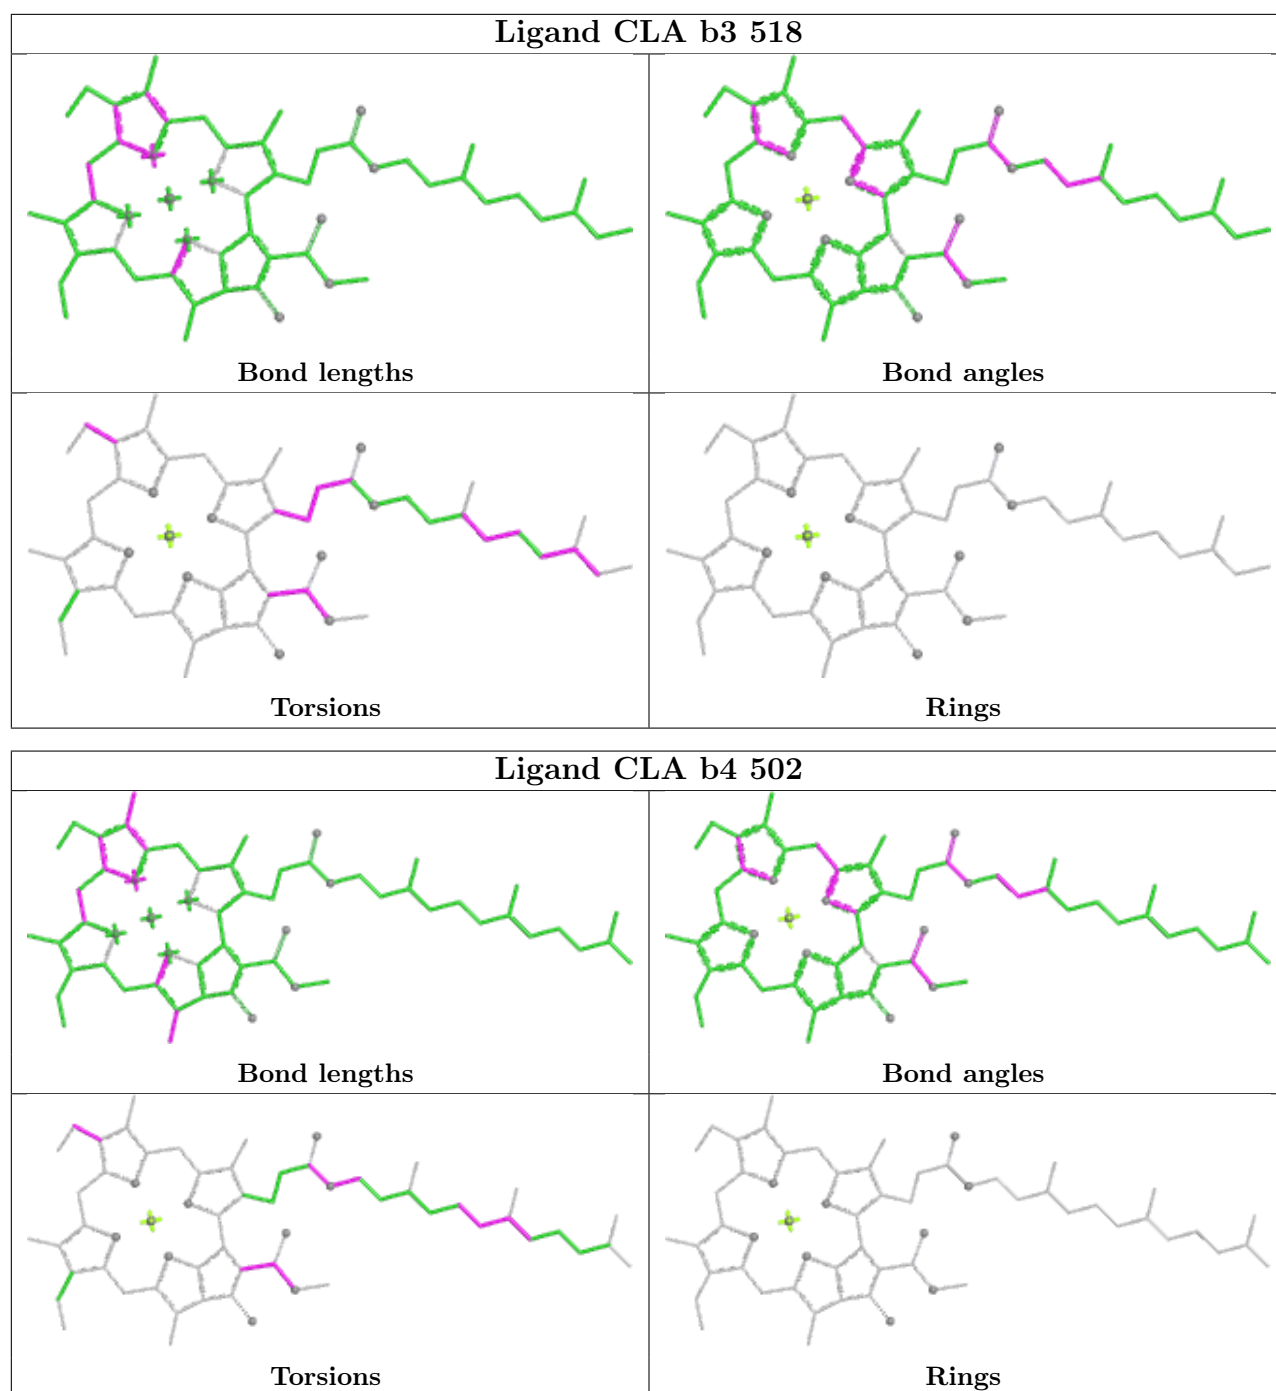 Ligand CLA b3 518
Bond lengths
Bond angles
Torsions
Rings
Ligand CLA b4 502
Bond lengths
Bond angles
Torsions
Rings